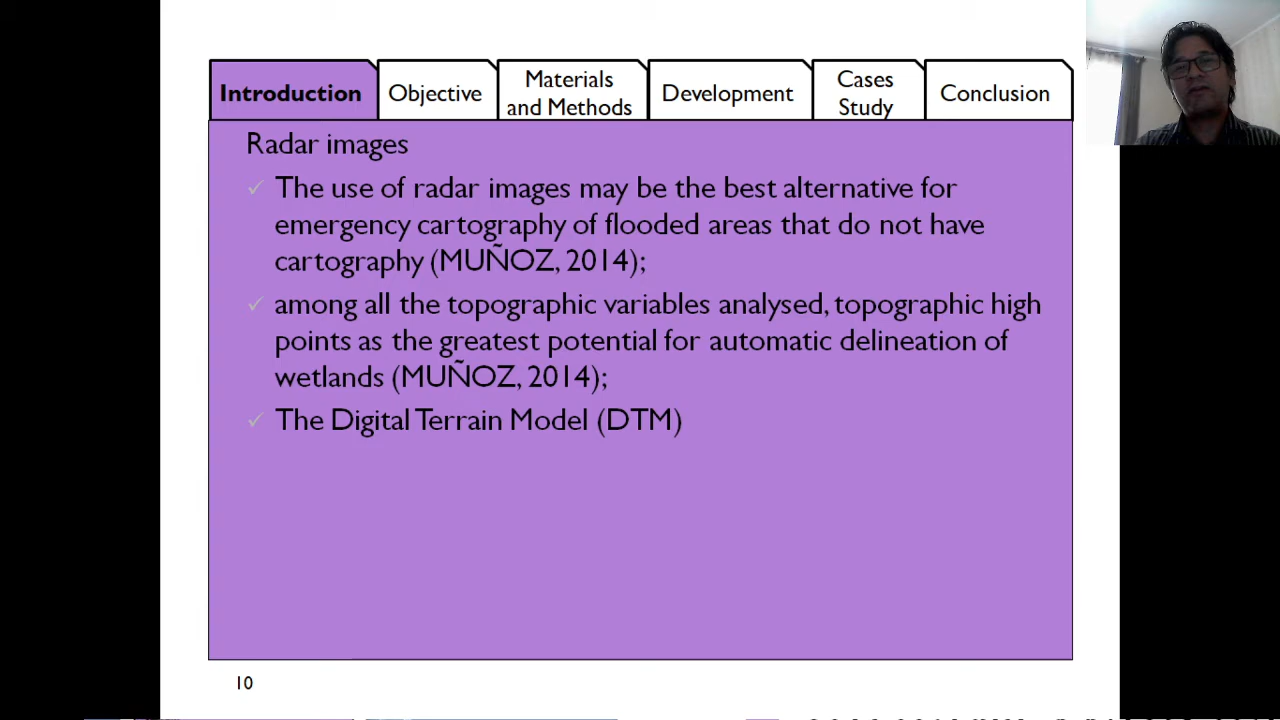 Introduction
Objective
Materials
and Methods
Development
Cases
Study
Conclusion
Radar images
The use of radar images may be the best alternative for
emergency cartography of flooded areas that do not have
cartography (MUÑOZ, 2014);
among all the topographic variables analysed, topographic high
points as the greatest potential for automatic delineation of
wetlands (MUÑOZ, 2014);
The Digital Terrain Model (DTM)
10